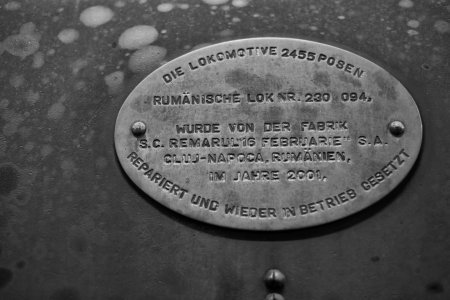 DIE LOKOMOTIVE 2455 POSEN
RUMÄNISCHE LOK NR. 230 094,
WURDE VON DER FABRIK
"S.C. REMARUL'16 FEBRUARIE" S.A.
CLUJ-NAPOCA, RUMÄNIEN,
IM JAHRE 2001,
REPARIERT UND WIEDER IN BETRIEB GESETZT